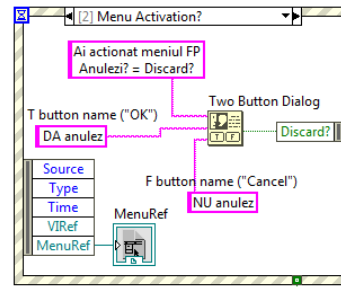 [2] Menu Activation?
Ai actionat meniul FP
Anulezi? = Discard?
Two Button Dialog
T button name ("OK")
DA anulez
T F
Discard?
Source
Type
Time
VIRef
MenuRef
F button name ("Cancel")
NU anulez
MenuRef